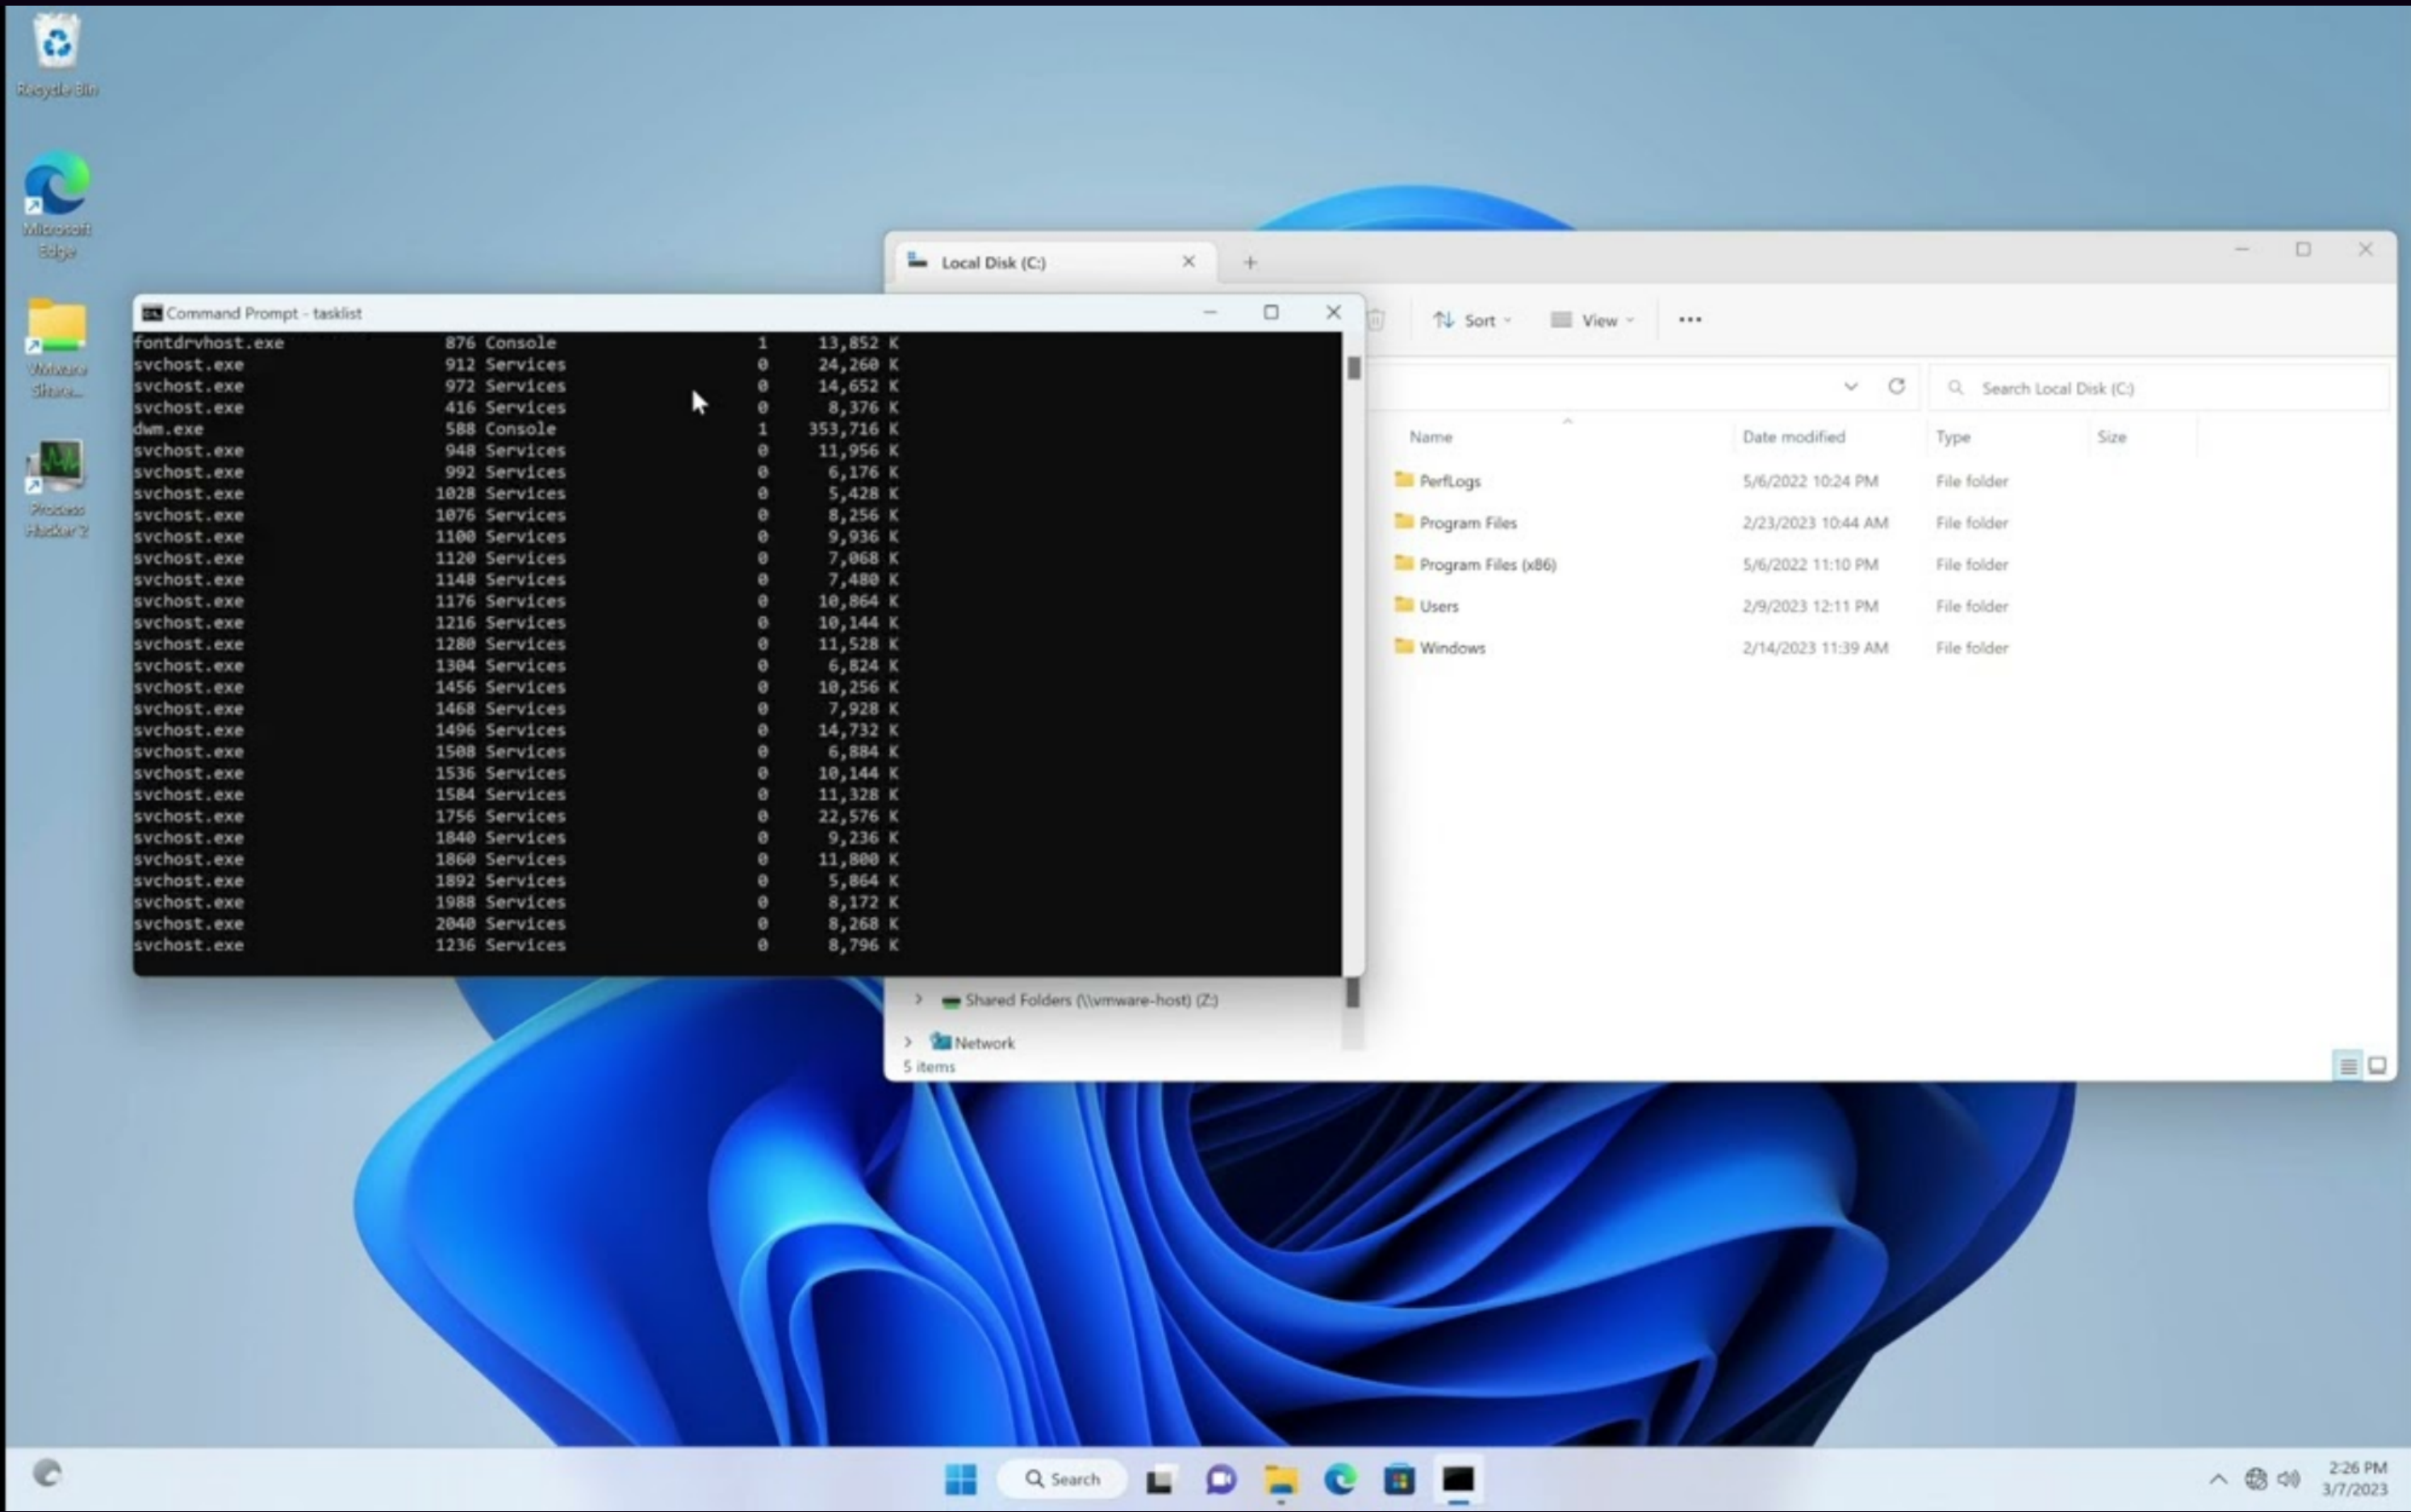 Recycle Bin
Microsoft
Edge
VMware
Share...
Process
Hacker 2
Local Disk (C:)
Command Prompt - tasklist
fontdrvhost.exe 876 Console 1 13,852 K
svchost.exe 912 Services 0 24,260 K
svchost.exe 972 Services 0 14,652 K
svchost.exe 416 Services 0 8,376 K
dwm.exe 588 Console 1 353,716 K
svchost.exe 948 Services 0 11,956 K
svchost.exe 992 Services 0 6,176 K
svchost.exe 1028 Services 0 5,428 K
svchost.exe 1076 Services 0 8,256 K
svchost.exe 1100 Services 0 9,936 K
svchost.exe 1120 Services 0 7,068 K
svchost.exe 1148 Services 0 7,480 K
svchost.exe 1176 Services 0 10,864 K
svchost.exe 1216 Services 0 10,144 K
svchost.exe 1280 Services 0 11,528 K
svchost.exe 1304 Services 0 6,824 K
svchost.exe 1456 Services 0 10,256 K
svchost.exe 1468 Services 0 7,928 K
svchost.exe 1496 Services 0 14,732 K
svchost.exe 1508 Services 0 6,884 K
svchost.exe 1536 Services 0 10,144 K
svchost.exe 1584 Services 0 11,328 K
svchost.exe 1756 Services 0 22,576 K
svchost.exe 1840 Services 0 9,236 K
svchost.exe 1860 Services 0 11,800 K
svchost.exe 1892 Services 0 5,864 K
svchost.exe 1988 Services 0 8,172 K
svchost.exe 2040 Services 0 8,268 K
svchost.exe 1236 Services 0 8,796 K
Sort View
Search Local Disk (C:)
Name Date modified Type Size
PerfLogs 5/6/2022 10:24 PM File folder
Program Files 2/23/2023 10:44 AM File folder
Program Files (x86) 5/6/2022 11:10 PM File folder
Users 2/9/2023 12:11 PM File folder
Windows 2/14/2023 11:39 AM File folder
Shared Folders (\\vmware-host) (Z:)
Network
5 items
Search
2:26 PM
3/7/2023